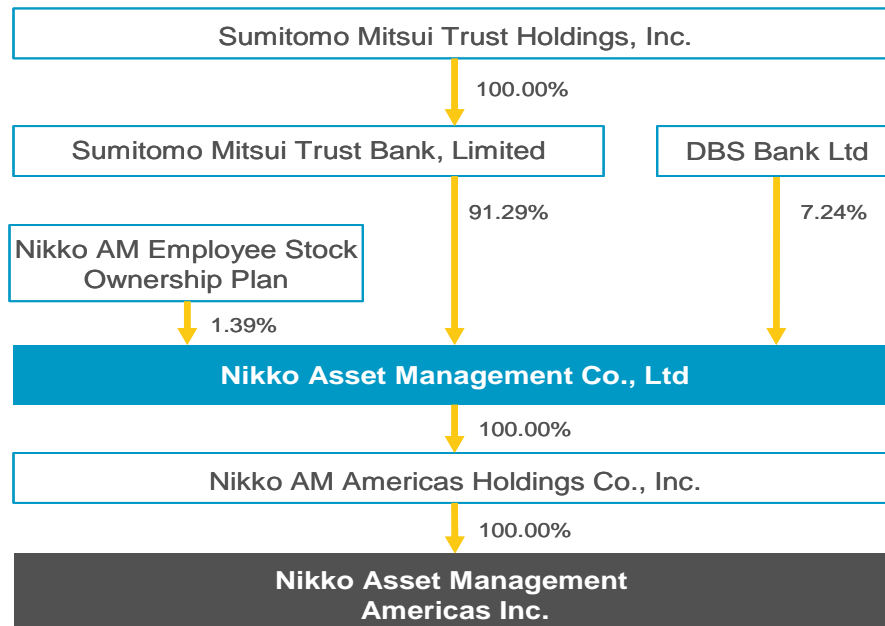 Sumitomo Mitsui Trust Holdings, Inc.
100.00%
Sumitomo Mitsui Trust Bank, Limited
DBS Bank Ltd
91.29%
7.24%
Nikko AM Employee Stock
Ownership Plan
1.39%
Nikko Asset Management Co., Ltd
100.00%
Nikko AM Americas Holdings Co., Inc.
100.00%
Nikko Asset Management
Americas Inc.